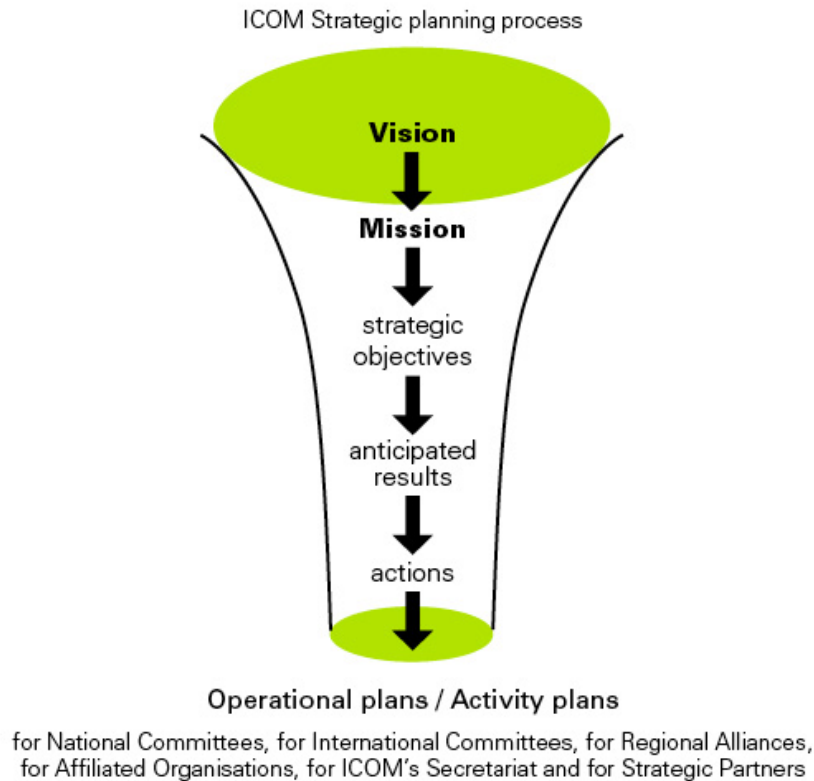 ICOM Strategic planning process
Vision
Mission
strategic
objectives
anticipated
results
actions
Operational plans / Activity plans
for National Committees, for International Committees, for Regional Alliances,
for Affiliated Organisations, for ICOM's Secretariat and for Strategic Partners